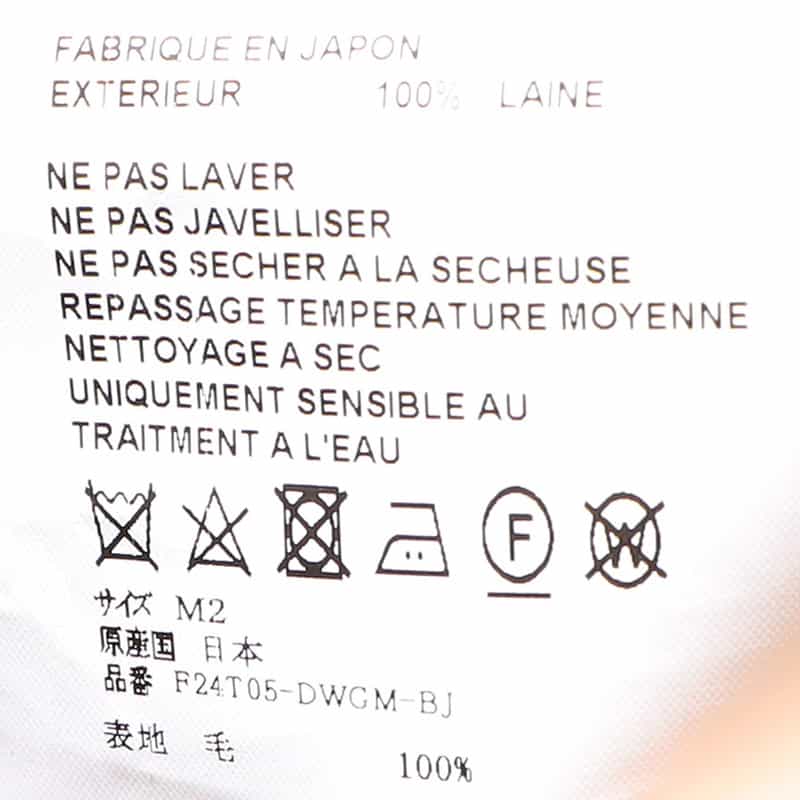 FABRIQUE EN JAPON
EXTERIEUR 100% LAINE
NE PAS LAVER
NE PAS JAVELLISER
NE PAS SECHER A LA SECHEUSE
REPASSAGE TEMPERATURE MOYENNE
NETTOYAGE A SEC
UNIQUEMENT SENSIBLE AU
TRAITMENT A L'EAU
F W
サイズ M2
原産国 日本
品番 F24T05-DWGM-BJ
表地 毛 100%